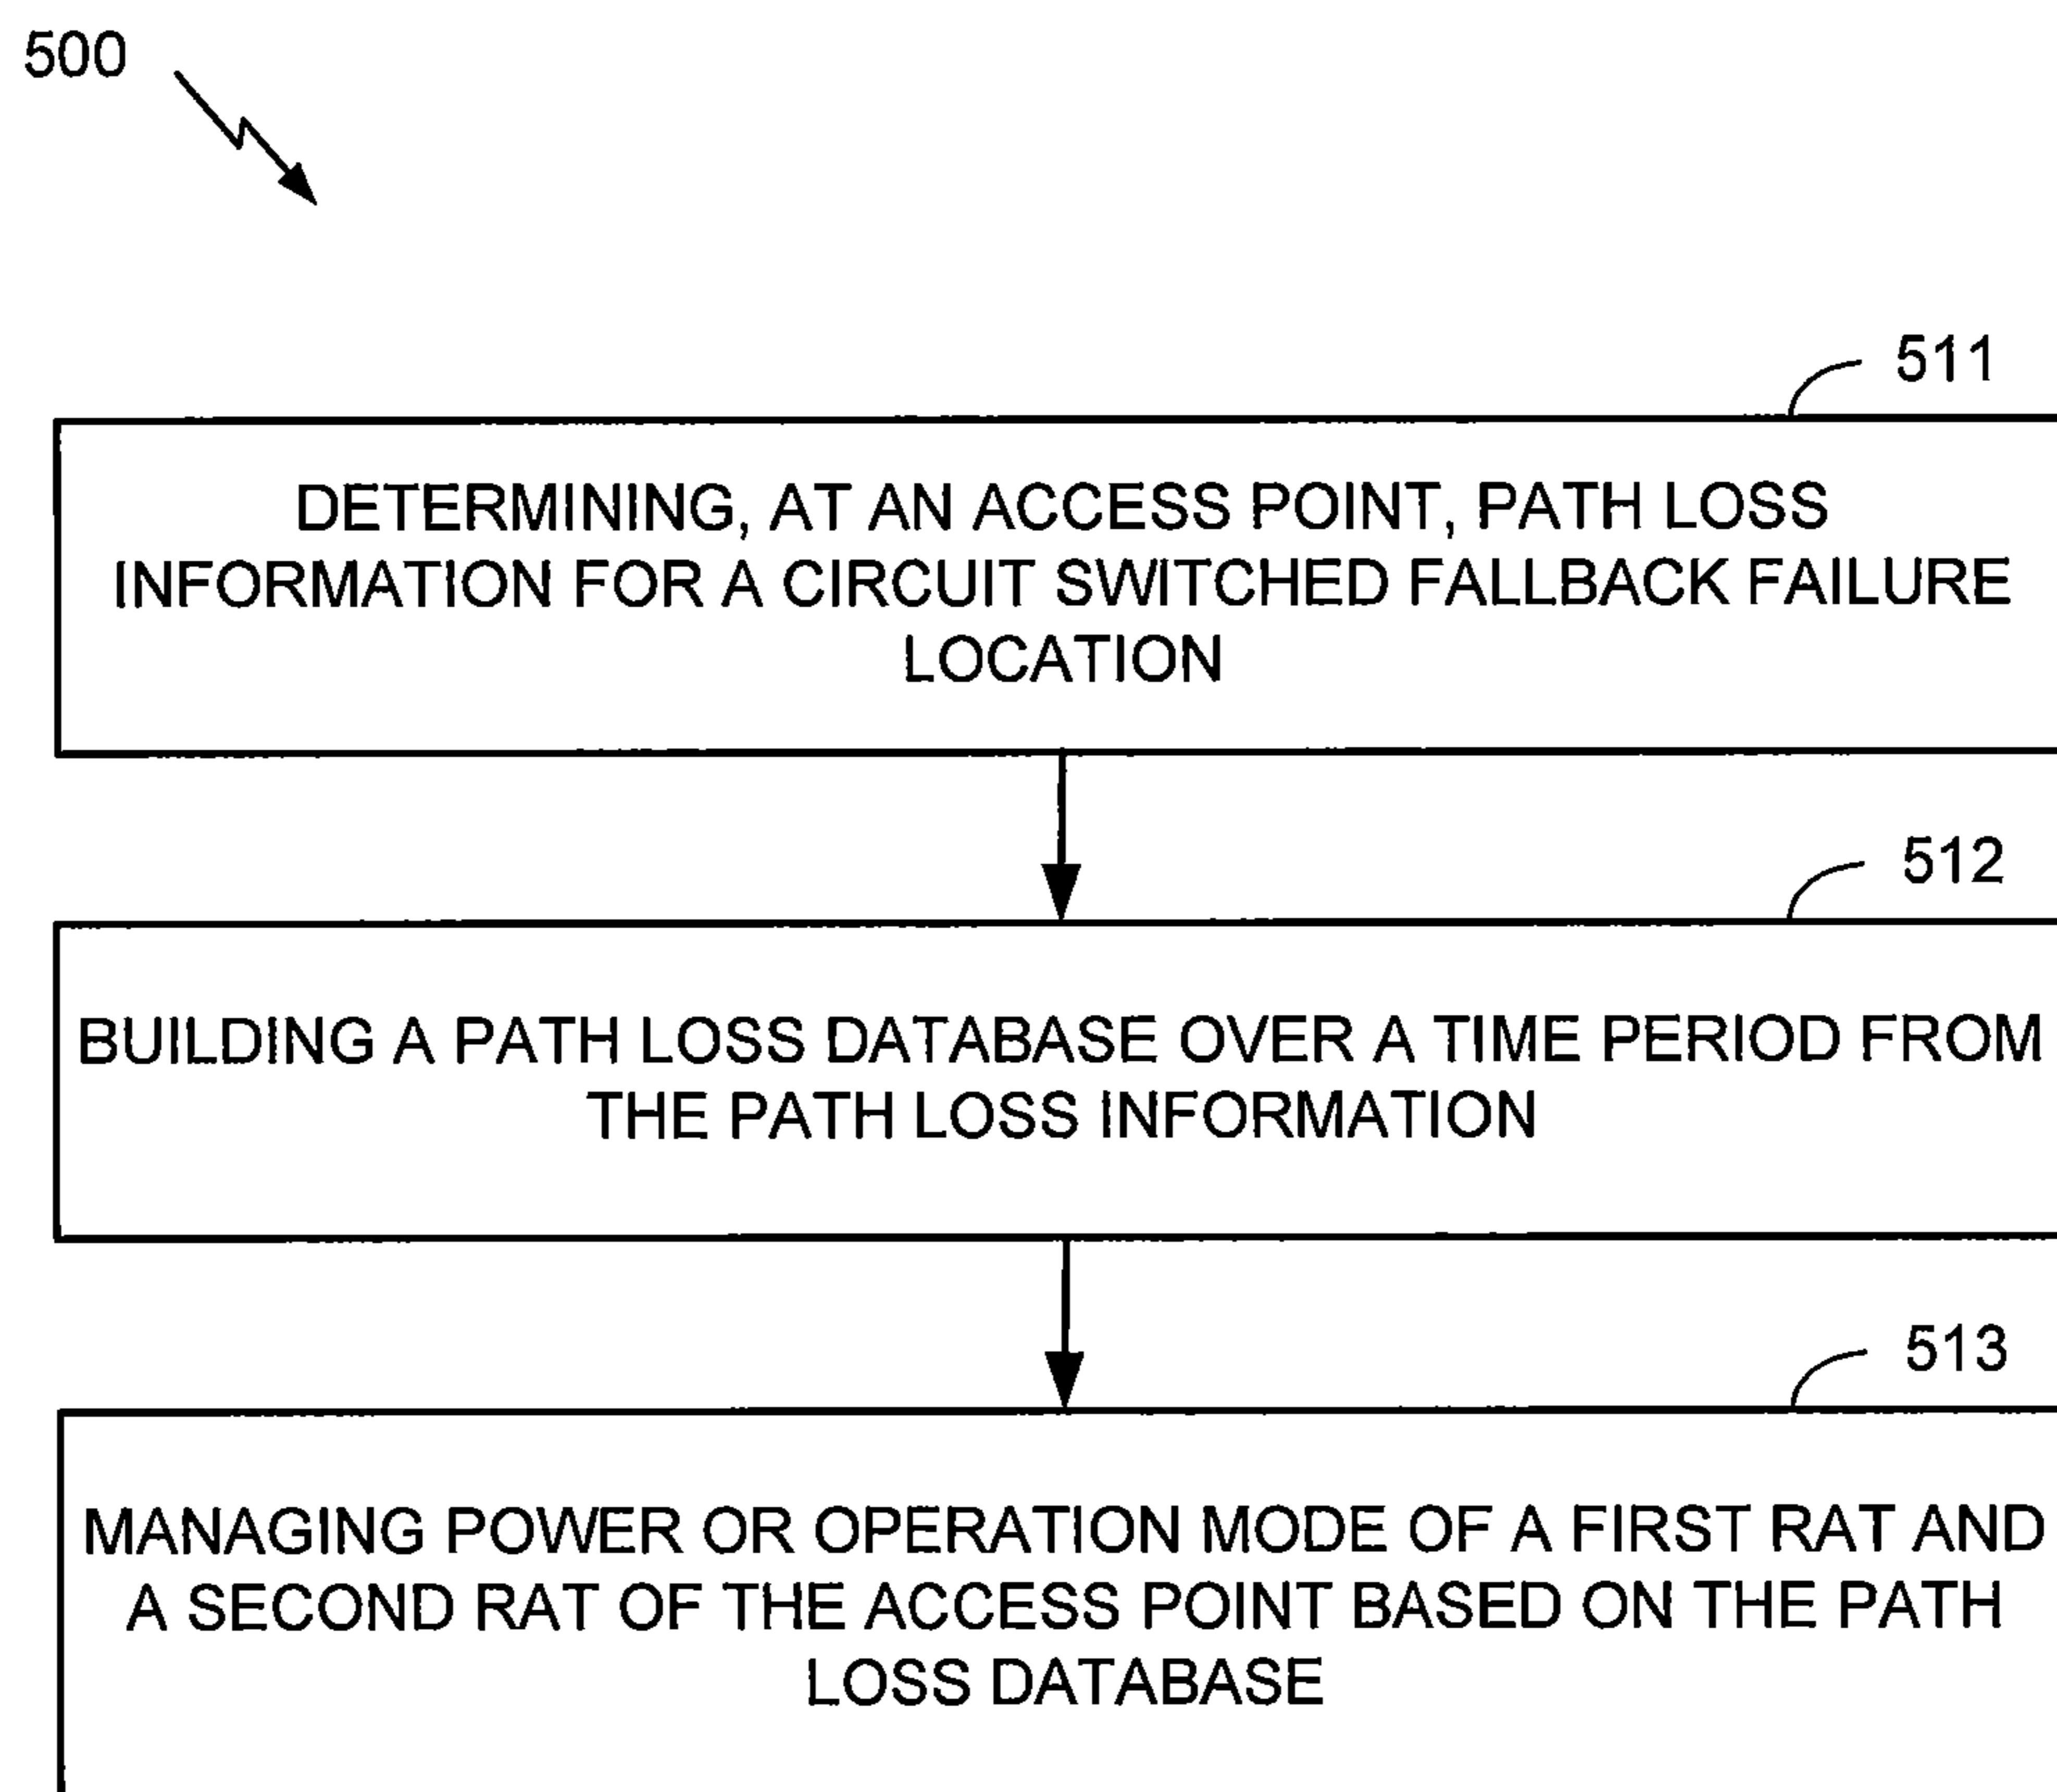 500
511
DETERMINING, AT AN ACCESS POINT, PATH LOSS
INFORMATION FOR A CIRCUIT SWITCHED FALLBACK FAILURE
LOCATION
512
BUILDING A PATH LOSS DATABASE OVER A TIME PERIOD FROM
THE PATH LOSS INFORMATION
513
MANAGING POWER OR OPERATION MODE OF A FIRST RAT AND
A SECOND RAT OF THE ACCESS POINT BASED ON THE PATH
LOSS DATABASE